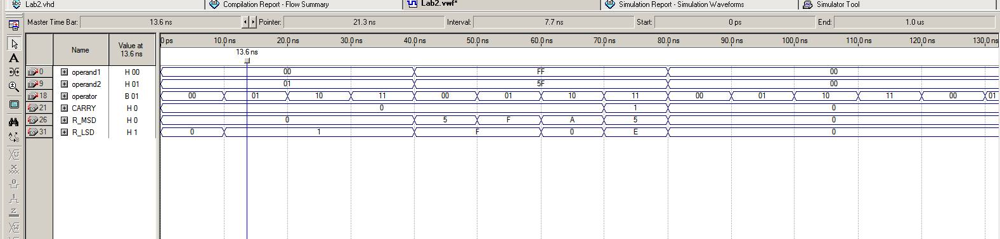 Lab2.vhd Compilation Report - Flow Summary Lab2.vwf* Simulation Report - Simulation Waveforms Simulator Tool
Master Time Bar: 13.6 ns Pointer: 21.3 ns Interval: 7.7 ns Start: 0 ps End: 1.0 us
Name Value at 13.6 ns
0 ps 10.0 ns 20.0 ns 30.0 ns 40.0 ns 50.0 ns 60.0 ns 70.0 ns 80.0 ns 90.0 ns 100.0 ns 110.0 ns 120.0 ns 130.0 ns
13.6 ns
0 operand1 H 00 00 FF 00
9 operand2 H 01 01 5F 00
18 operator B 01 00 01 10 11 00 01 10 11 00 01 10 11 00 01
21 CARRY H 0 0 1 0
26 R_MSD H 0 0 5 F A 5 0
31 R_LSD H 1 0 1 F 0 E 0